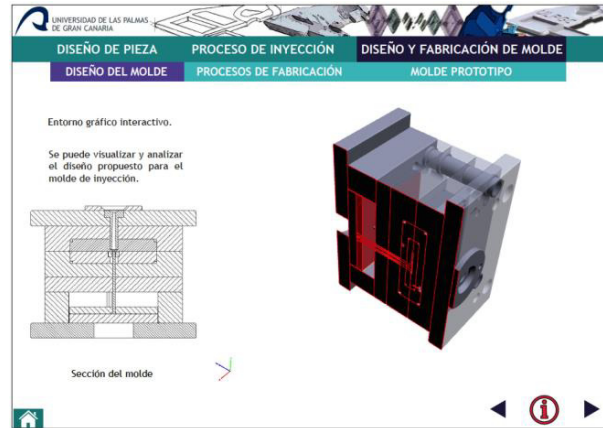 UNIVERSIDAD DE LAS PALMAS
DE GRAN CANARIA
DISEÑO DE PIEZA
PROCESO DE INYECCIÓN
DISEÑO Y FABRICACIÓN DE MOLDE
DISEÑO DEL MOLDE
PROCESOS DE FABRICACIÓN
MOLDE PROTOTIPO
Entorno gráfico interactivo.
Se puede visualizar y analizar
el diseño propuesto para el
molde de inyección.
Sección del molde
i